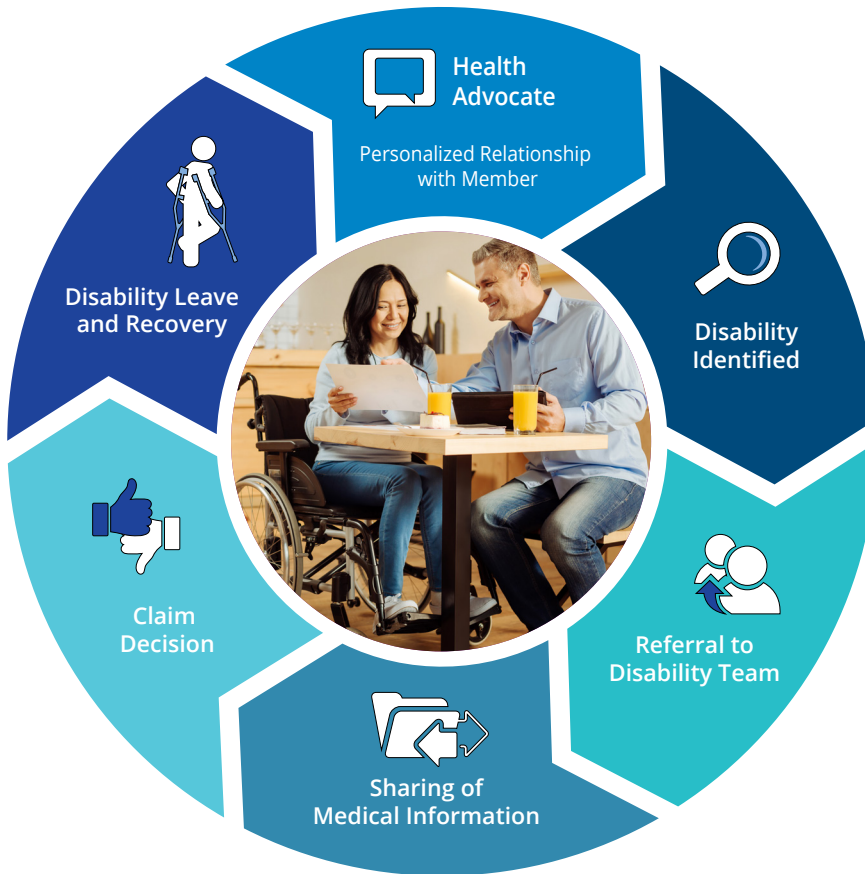 Health
Advocate
Personalized Relationship
with Member
Disability
Identified
Referral to
Disability Team
Sharing of
Medical Information
Claim
Decision
Disability Leave
and Recovery